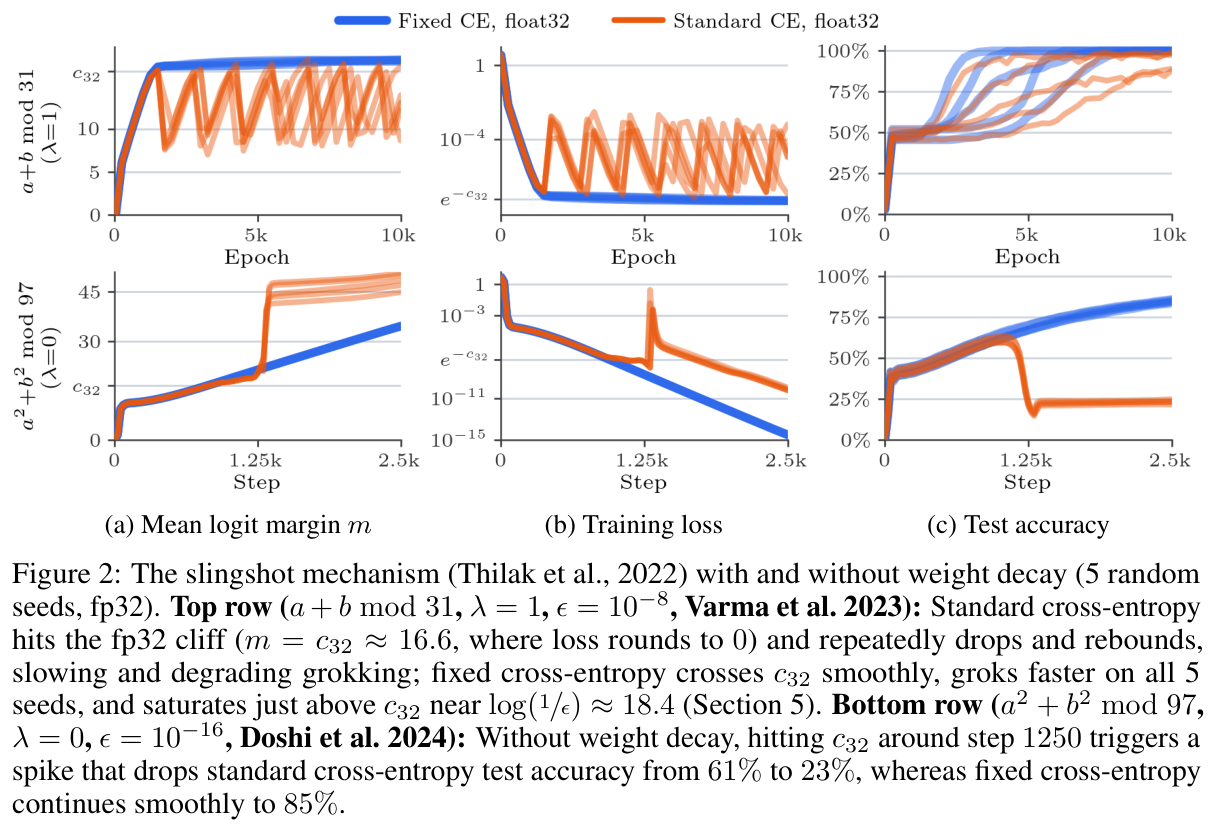 Fixed CE, float32
Standard CE, float32
a+b mod 31
(λ=1)
c₃₂
10
5
0
0
5k
10k
Epoch
1
10⁻⁴
e^{−c₃₂}
0
5k
10k
Epoch
100%
75%
50%
25%
0%
0
5k
10k
Epoch
a²+b² mod 97
(λ=0)
45
30
c₃₂
0
0
1.25k
2.5k
Step
1
10⁻³
e^{−c₃₂}
10⁻¹¹
10⁻¹⁵
0
1.25k
2.5k
Step
100%
75%
50%
25%
0%
0
1.25k
2.5k
Step
(a) Mean logit margin m
(b) Training loss
(c) Test accuracy
Figure 2: The slingshot mechanism (Thilak et al., 2022) with and without weight decay (5 random
seeds, fp32). Top row (a + b mod 31, λ = 1, ϵ = 10⁻⁸, Varma et al. 2023): Standard cross-entropy
hits the fp32 cliff (m = c₃₂ ≈ 16.6, where loss rounds to 0) and repeatedly drops and rebounds,
slowing and degrading grokking; fixed cross-entropy crosses c₃₂ smoothly, groks faster on all 5
seeds, and saturates just above c₃₂ near log(1/ϵ) ≈ 18.4 (Section 5). Bottom row (a² + b² mod 97,
λ = 0, ϵ = 10⁻¹⁶, Doshi et al. 2024): Without weight decay, hitting c₃₂ around step 1250 triggers a
spike that drops standard cross-entropy test accuracy from 61% to 23%, whereas fixed cross-entropy
continues smoothly to 85%.